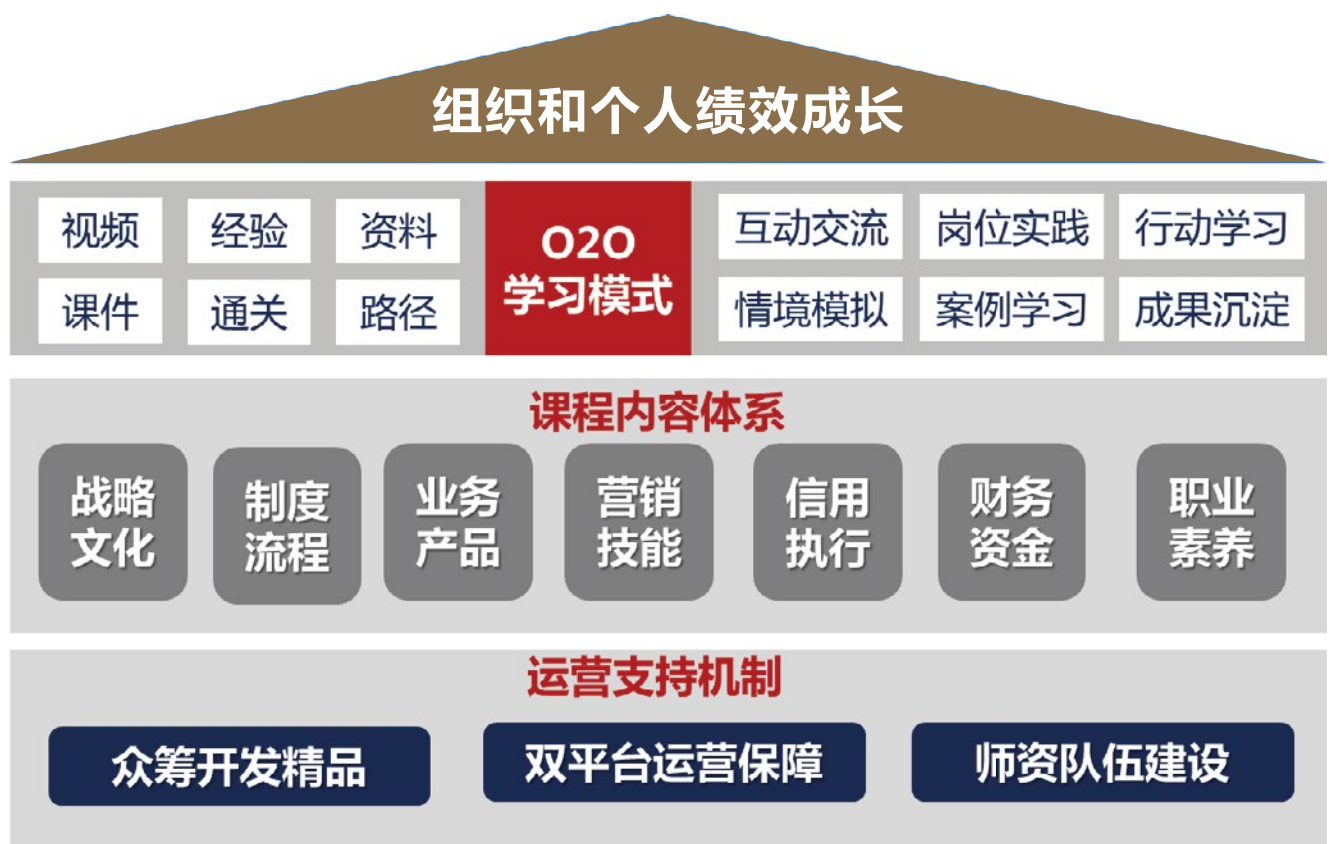 组织和个人绩效成长
视频 经验 资料
课件 通关 路径
O2O
学习模式
互动交流 岗位实践 行动学习
情境模拟 案例学习 成果沉淀
课程内容体系
战略
文化
制度
流程
业务
产品
营销
技能
信用
执行
财务
资金
职业
素养
运营支持机制
众筹开发精品 双平台运营保障 师资队伍建设